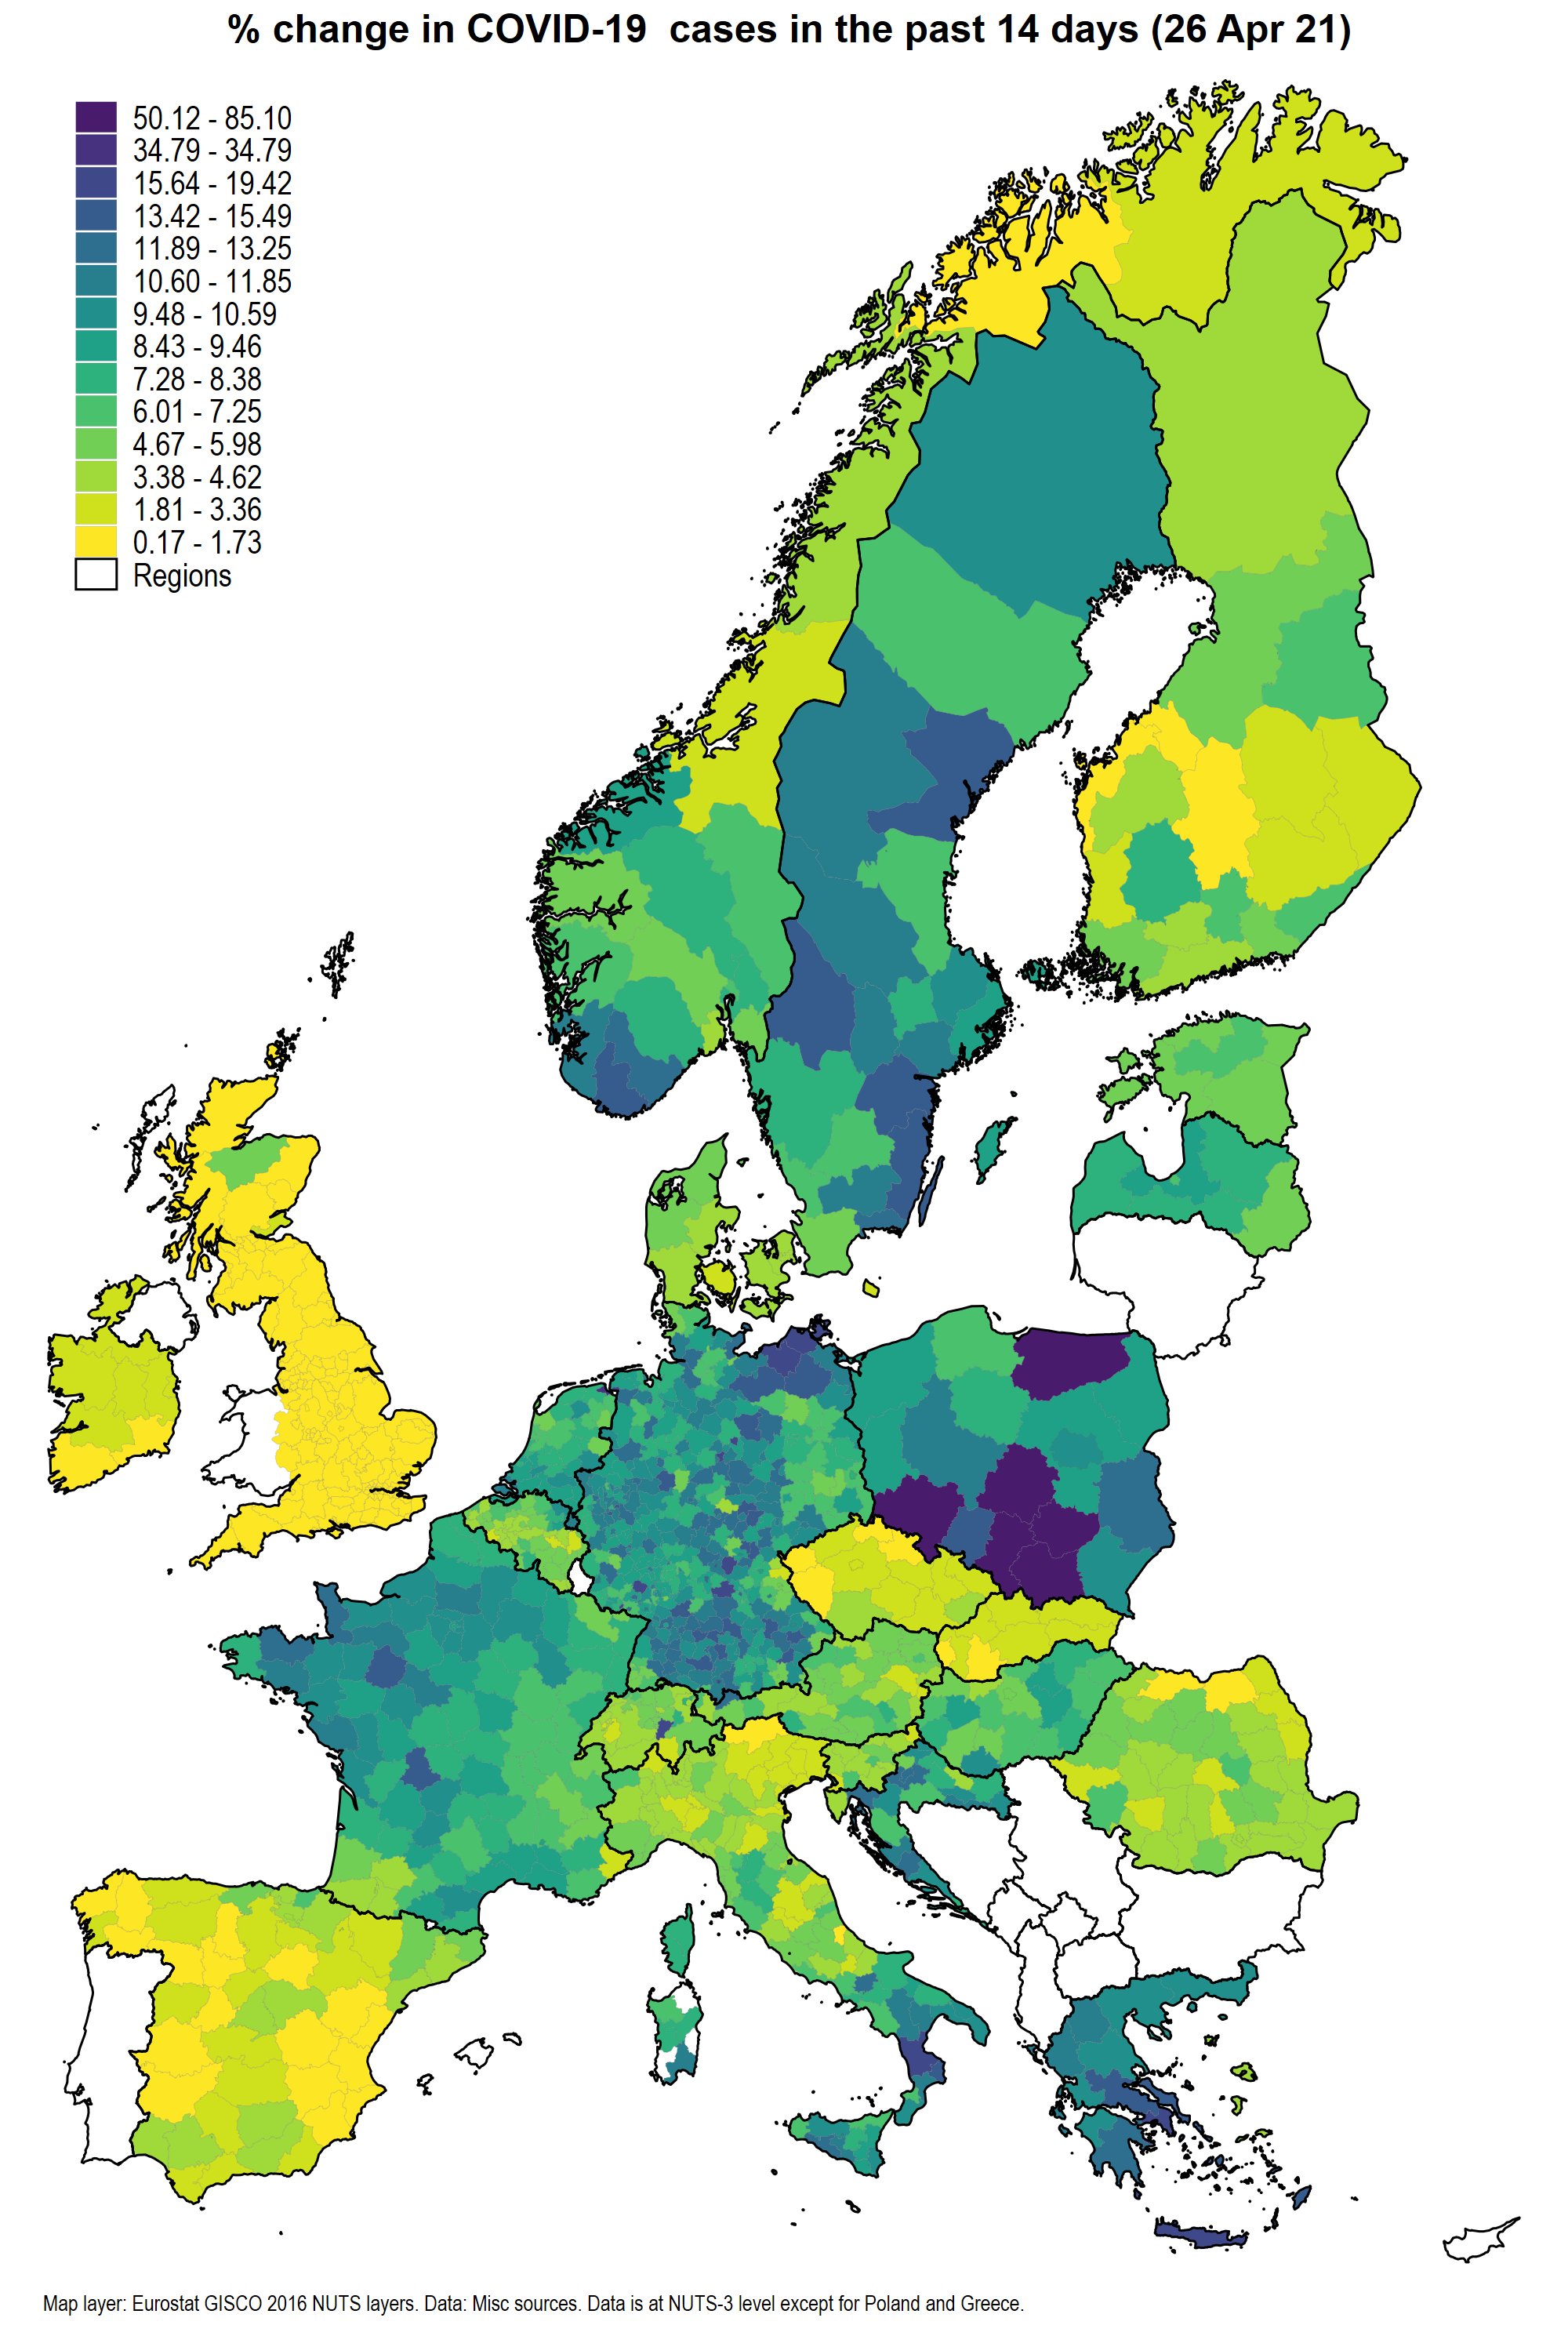 % change in COVID-19  cases in the past 14 days (26 Apr 21)
50.12 - 85.10
34.79 - 34.79
15.64 - 19.42
13.42 - 15.49
11.89 - 13.25
10.60 - 11.85
9.48 - 10.59
8.43 - 9.46
7.28 - 8.38
6.01 - 7.25
4.67 - 5.98
3.38 - 4.62
1.81 - 3.36
0.17 - 1.73
Regions
Map layer: Eurostat GISCO 2016 NUTS layers. Data: Misc sources. Data is at NUTS-3 level except for Poland and Greece.